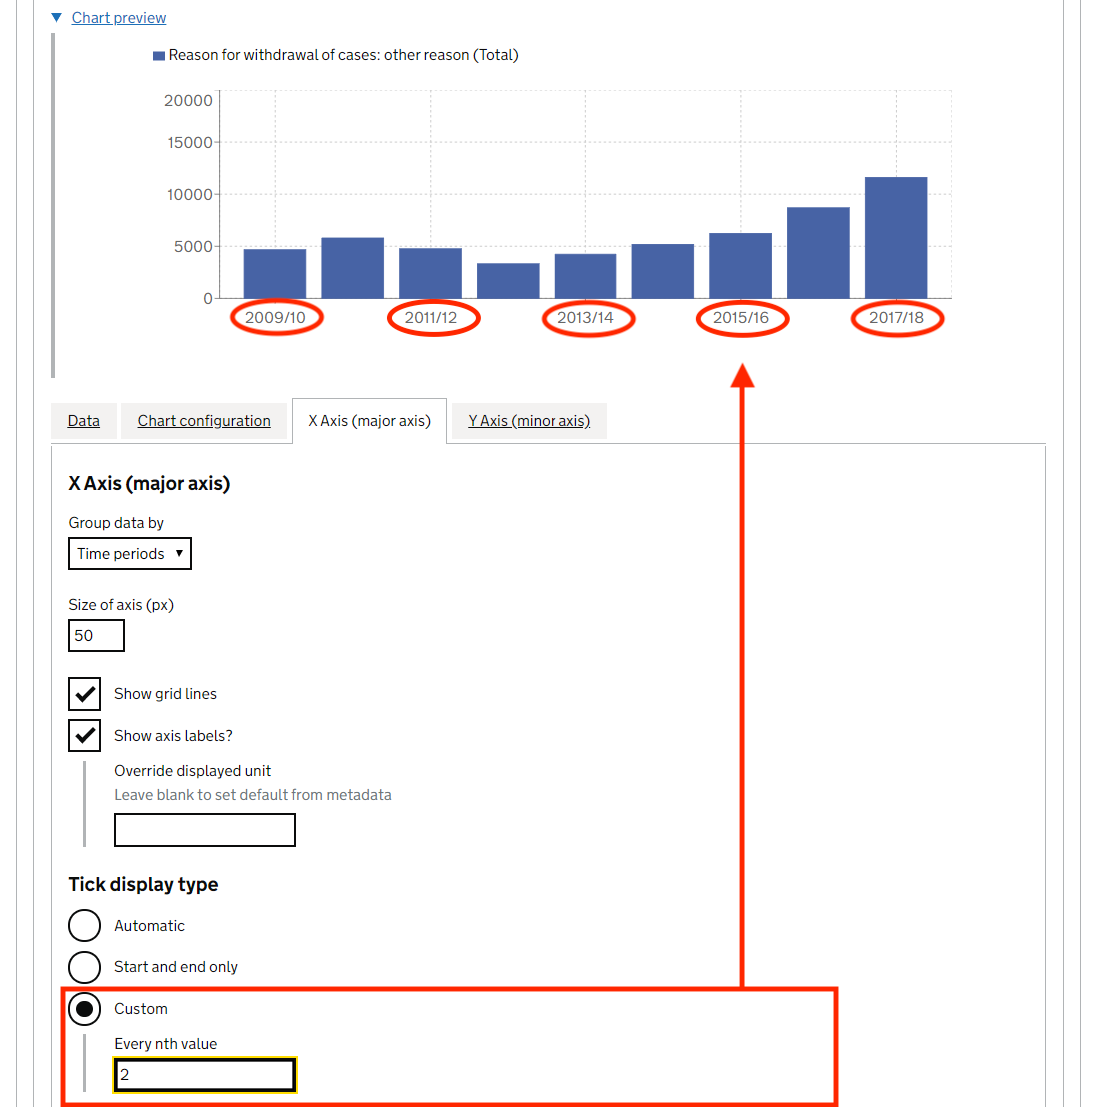 Chart preview
Reason for withdrawal of cases: other reason (Total)
20000
15000
10000
5000
0
2009/10 2011/12 2013/14 2015/16 2017/18
Data Chart configuration X Axis (major axis) Y Axis (minor axis)
X Axis (major axis)
Group data by
Time periods
Size of axis (px)
50
Show grid lines
Show axis labels?
Override displayed unit
Leave blank to set default from metadata
Tick display type
Automatic
Start and end only
Custom
Every nth value
2